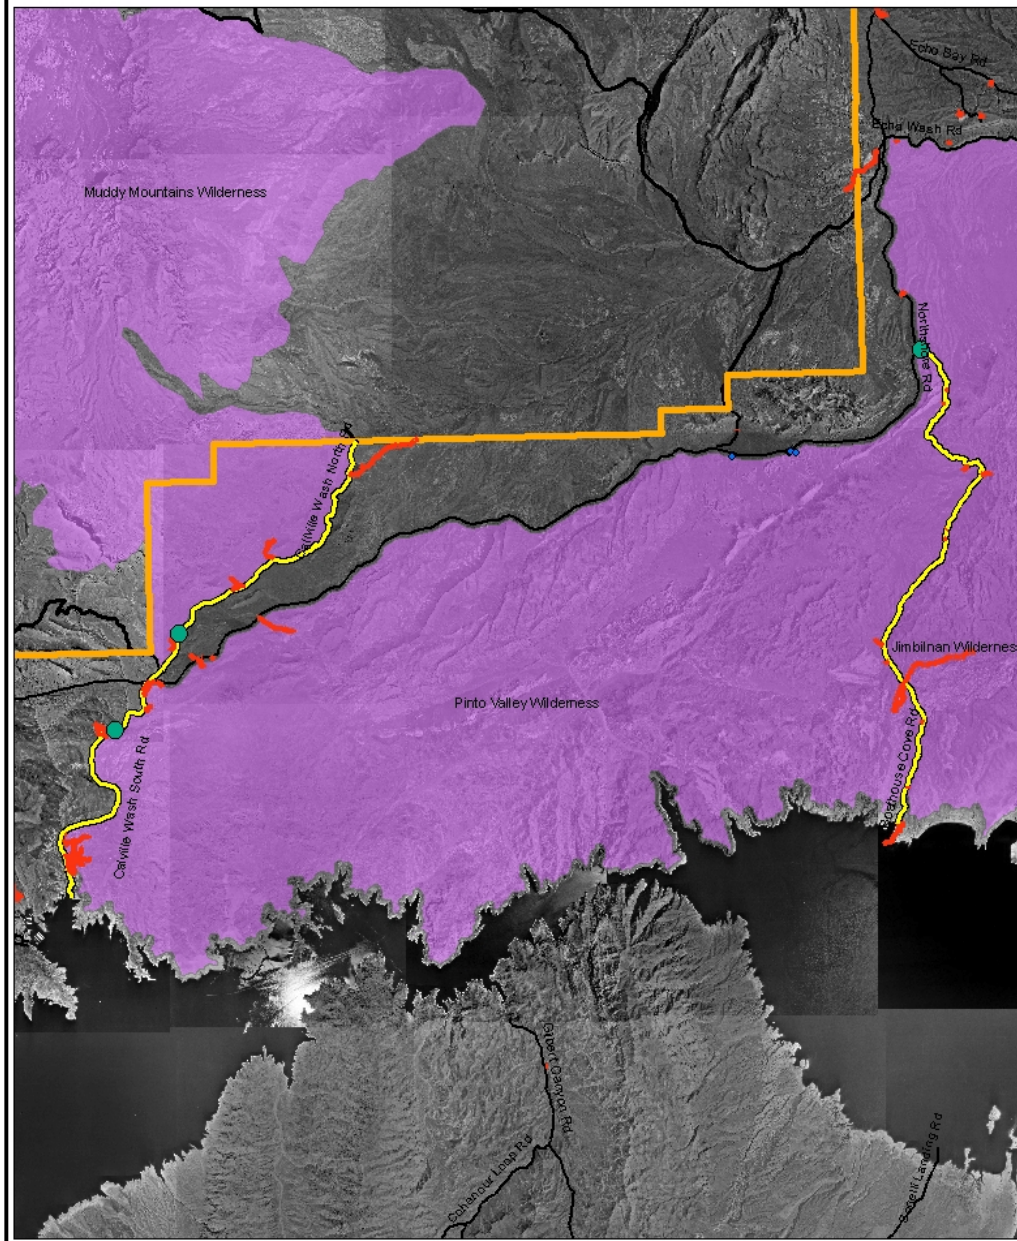 Echo Bay Rd
Echo Wash Rd
Muddy Mountains Wilderness
Northshore Rd
Callville Wash North Rd
Jimbilnan Wilderness
Pinto Valley Wilderness
Boathouse Cove Rd
Callville Wash South Rd
Gilbert Canyon Rd
Cohanour Loop Rd
Landing Rd